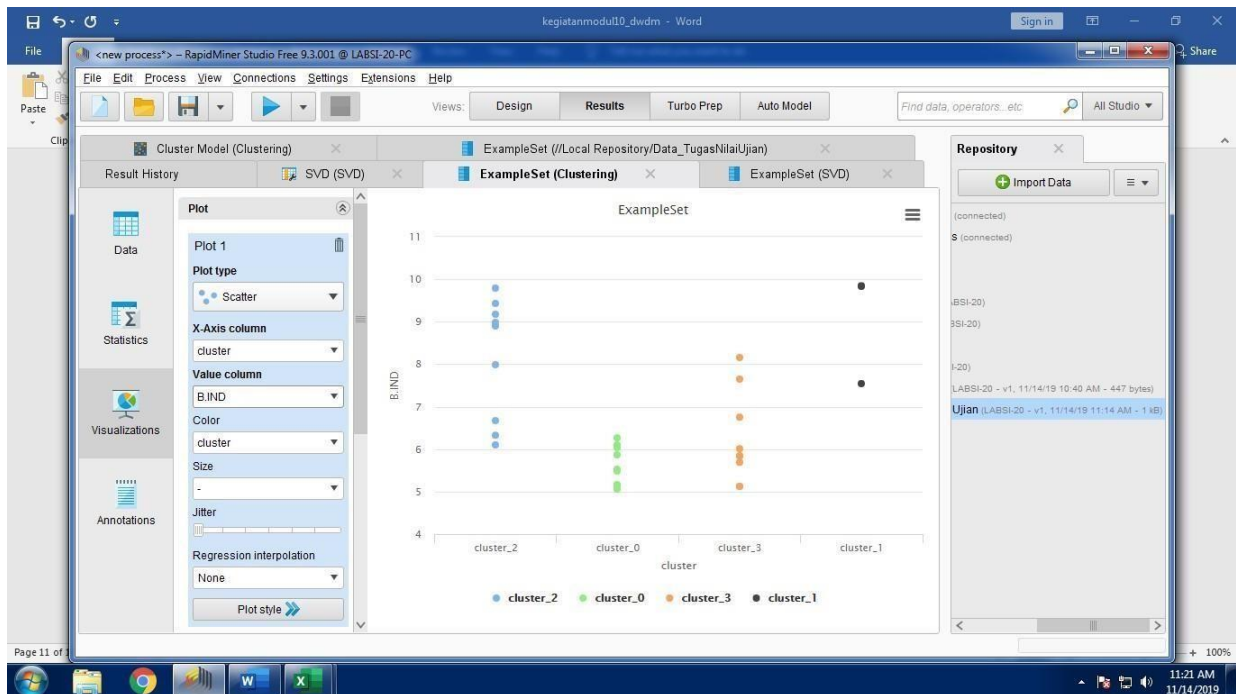 kegiatanmodul10_dwdm - Word
Sign in
File
Share
<new process*> – RapidMiner Studio Free 9.3.001 @ LABSI-20-PC
File Edit Process View Connections Settings Extensions Help
Paste
Clip
Views:
Design
Results
Turbo Prep
Auto Model
Find data, operators...etc
All Studio
Cluster Model (Clustering)
ExampleSet (//Local Repository/Data_TugasNilaiUjian)
Result History
SVD (SVD)
ExampleSet (Clustering)
ExampleSet (SVD)
Repository
Import Data
(connected)
S (connected)
SI-20)
I-20)
LABSI-20 - v1, 11/14/19 10:40 AM - 447 bytes)
Ujian (LABSI-20 - v1, 11/14/19 11:14 AM - 1 kB)
Data
Statistics
Visualizations
Annotations
Plot
Plot 1
Plot type
Scatter
X-Axis column
cluster
Value column
B.IND
Color
cluster
Size
-
Jitter
Regression interpolation
None
Plot style
ExampleSet
11
10
9
8
7
6
5
4
B.IND
cluster_2 cluster_0 cluster_3 cluster_1
cluster
cluster_2 cluster_0 cluster_3 cluster_1
Page 11 of
100%
11:21 AM
11/14/2019